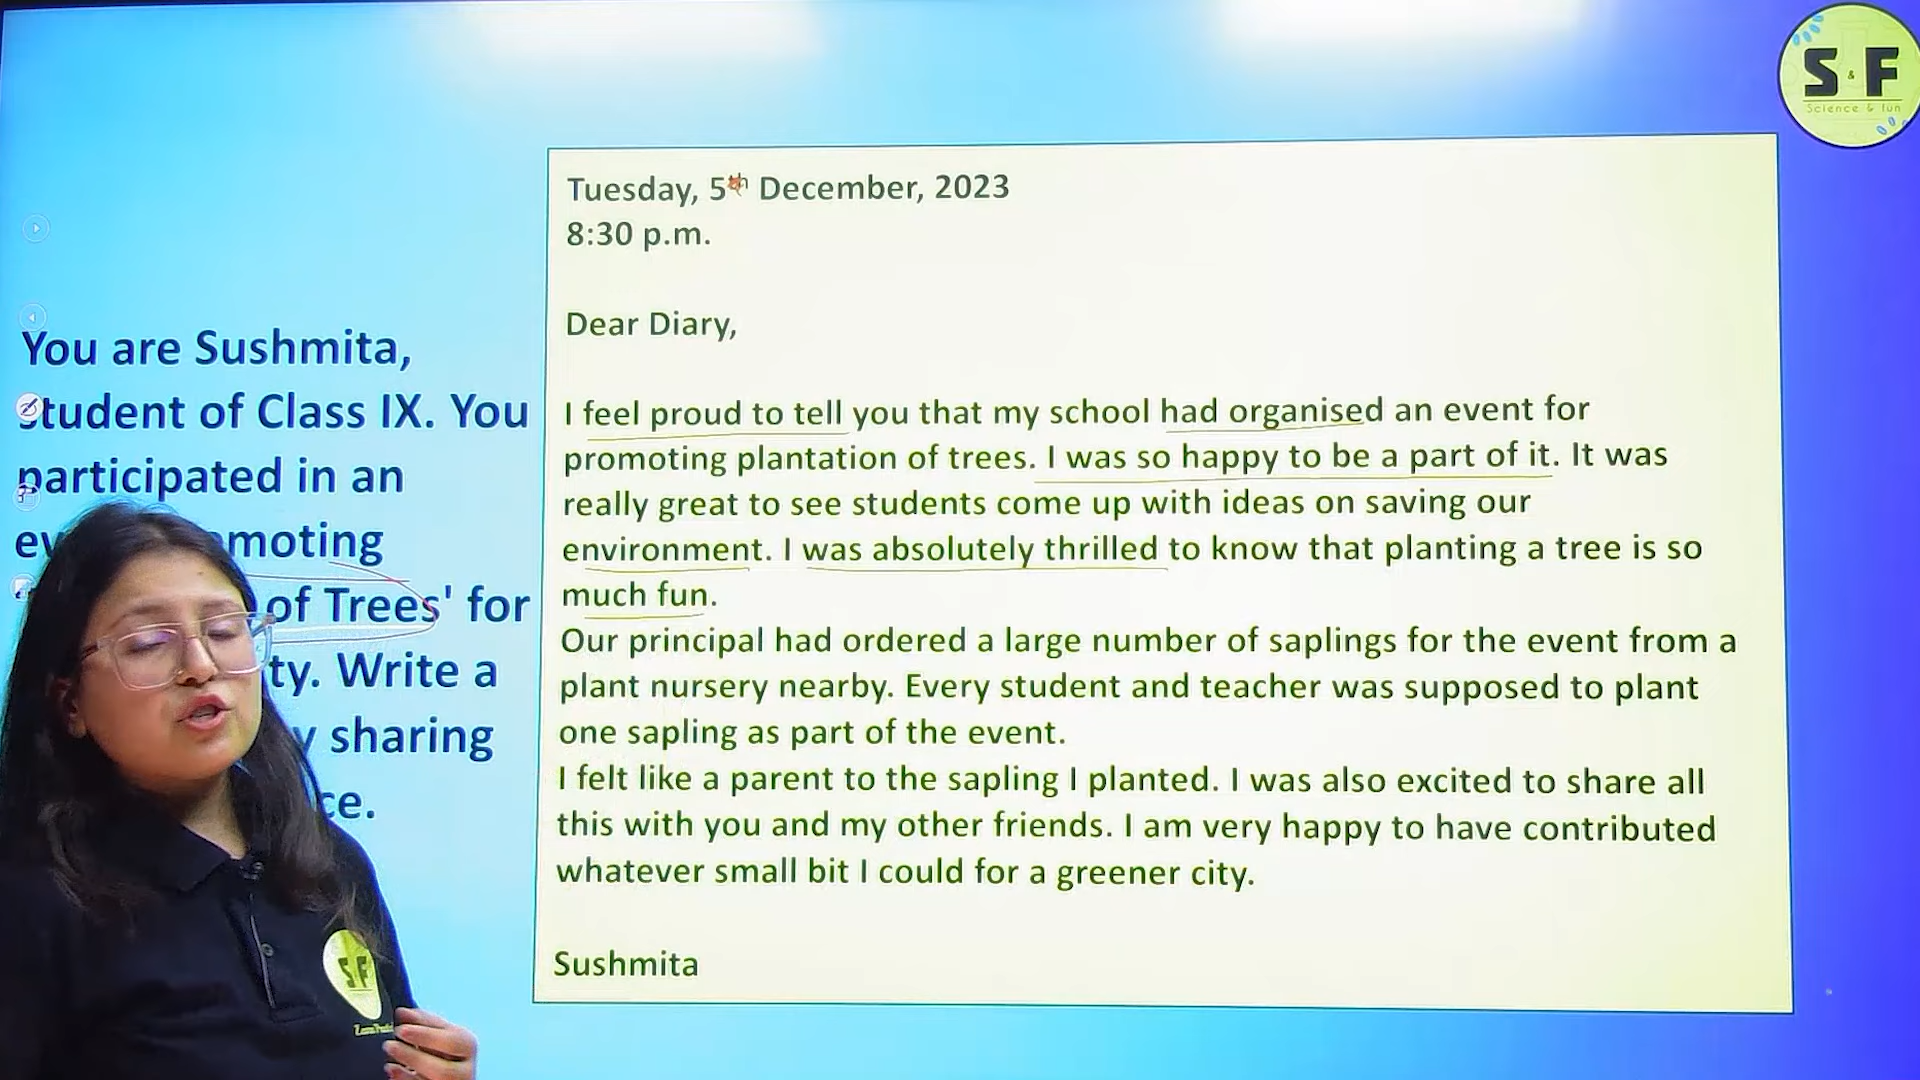 S & F
Science & fun
Tuesday, 5th December, 2023
8:30 p.m.
Dear Diary,
I feel proud to tell you that my school had organised an event for
promoting plantation of trees. I was so happy to be a part of it. It was
really great to see students come up with ideas on saving our
environment. I was absolutely thrilled to know that planting a tree is so
much fun.
Our principal had ordered a large number of saplings for the event from a
plant nursery nearby. Every student and teacher was supposed to plant
one sapling as part of the event.
I felt like a parent to the sapling I planted. I was also excited to share all
this with you and my other friends. I am very happy to have contributed
whatever small bit I could for a greener city.
Sushmita
You are Sushmita,
student of Class IX. You
participated in an
ev moting
of Trees' for
ty. Write a
y sharing
ce.
S&F